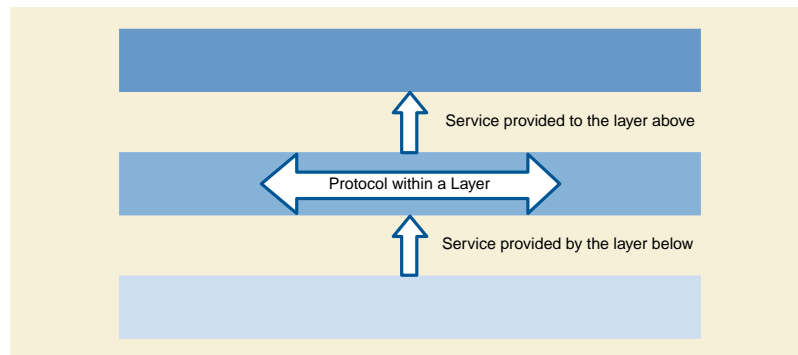 Service provided to the layer above
Protocol within a Layer
Service provided by the layer below